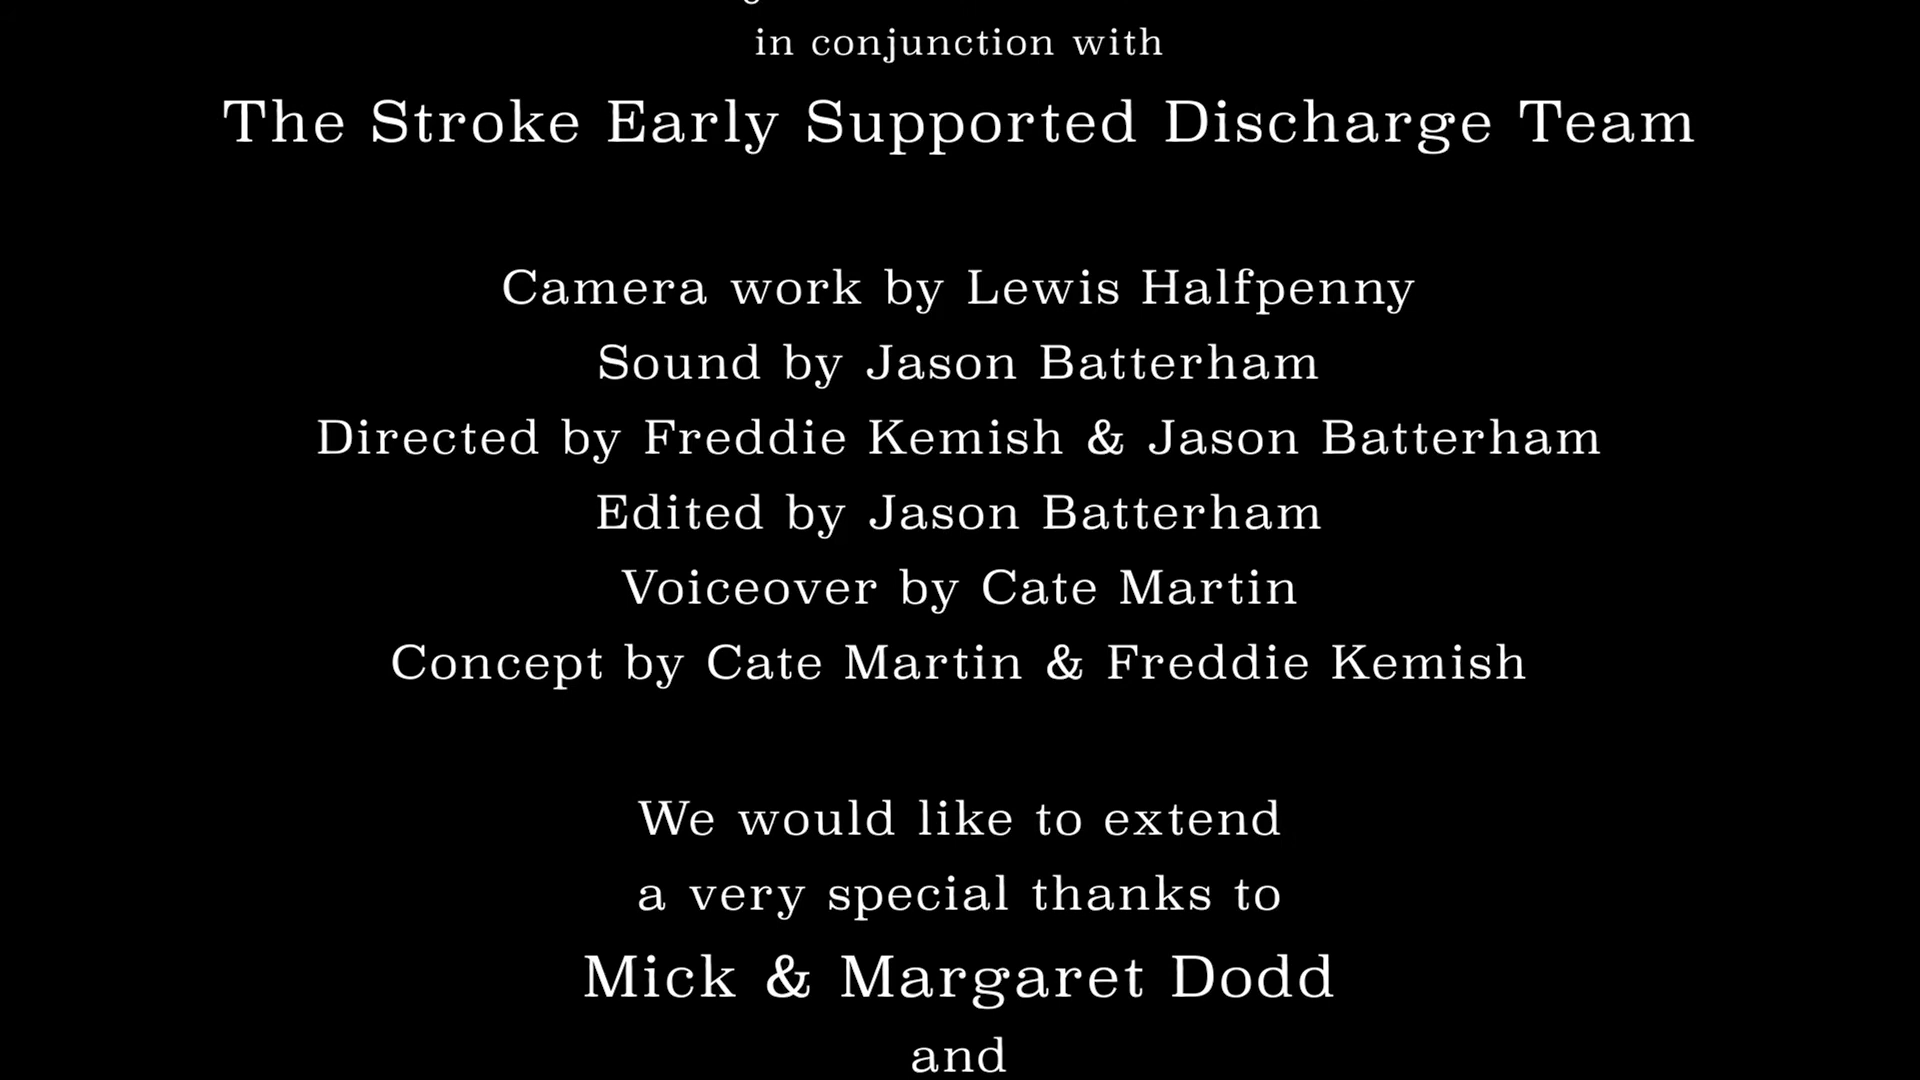 in conjunction with
The Stroke Early Supported Discharge Team
Camera work by Lewis Halfpenny
Sound by Jason Batterham
Directed by Freddie Kemish & Jason Batterham
Edited by Jason Batterham
Voiceover by Cate Martin
Concept by Cate Martin & Freddie Kemish
We would like to extend
a very special thanks to
Mick & Margaret Dodd
and